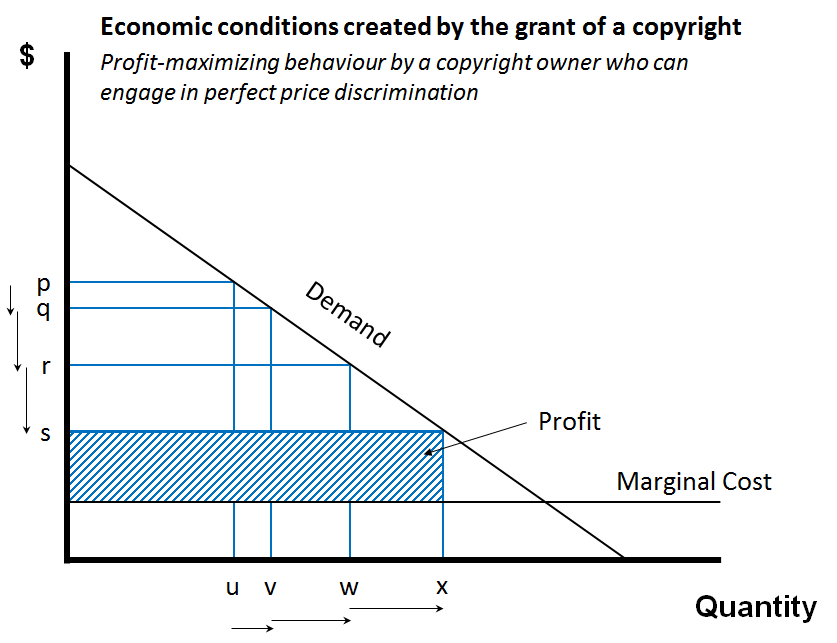 Economic conditions created by the grant of a copyright
$
Profit-maximizing behaviour by a copyright owner who can
engage in perfect price discrimination
p
q
Demand
r
s
Profit
Marginal Cost
u v w x
Quantity